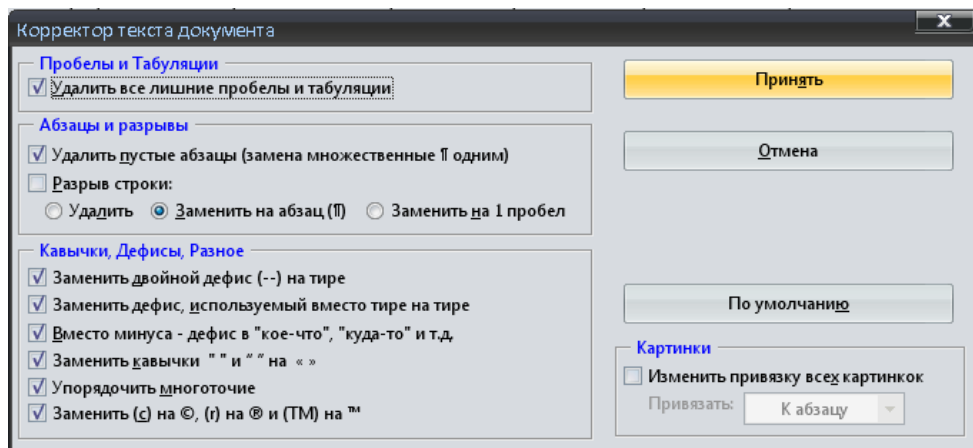 Корректор текста документа
Пробелы и Табуляции
Удалить все лишние пробелы и табуляции
Абзацы и разрывы
Удалить пустые абзацы (замена множественные ¶ одним)
Разрыв строки:
Удалить Заменить на абзац (¶) Заменить на 1 пробел
Кавычки, Дефисы, Разное
Заменить двойной дефис (--) на тире
Заменить дефис, используемый вместо тире на тире
Вместо минуса - дефис в "кое-что", "куда-то" и т.д.
Заменить кавычки " " и “ ” на « »
Упорядочить многоточие
Заменить (c) на ©, (r) на ® и (TM) на ™
Принять
Отмена
По умолчанию
Картинки
Изменить привязку всех картинкок
Привязать: К абзацу